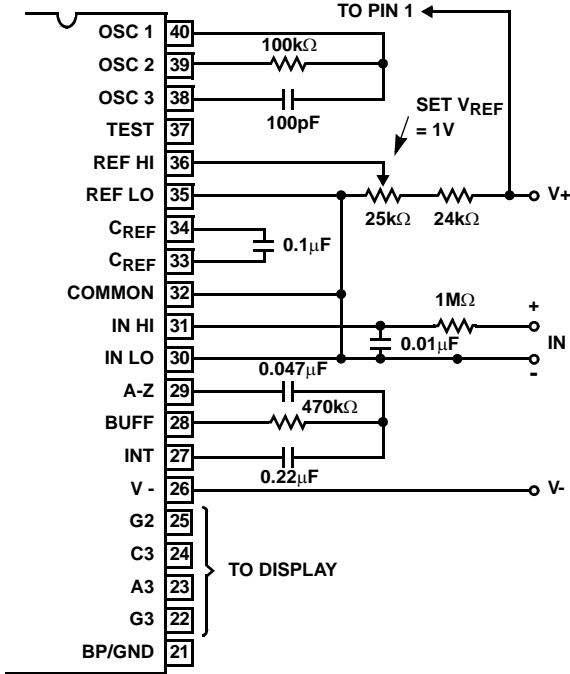 TO PIN 1
OSC 1 40
100kΩ
OSC 2 39
OSC 3 38
100pF
SET VREF
= 1V
TEST 37
REF HI 36
REF LO 35
25kΩ
24kΩ
V+
CREF 34
0.1µF
CREF 33
COMMON 32
1MΩ
+
IN HI 31
0.01µF
IN
IN LO 30
-
0.047µF
A-Z 29
470kΩ
BUFF 28
INT 27
0.22µF
V - 26
V-
G2 25
C3 24
TO DISPLAY
A3 23
G3 22
BP/GND 21